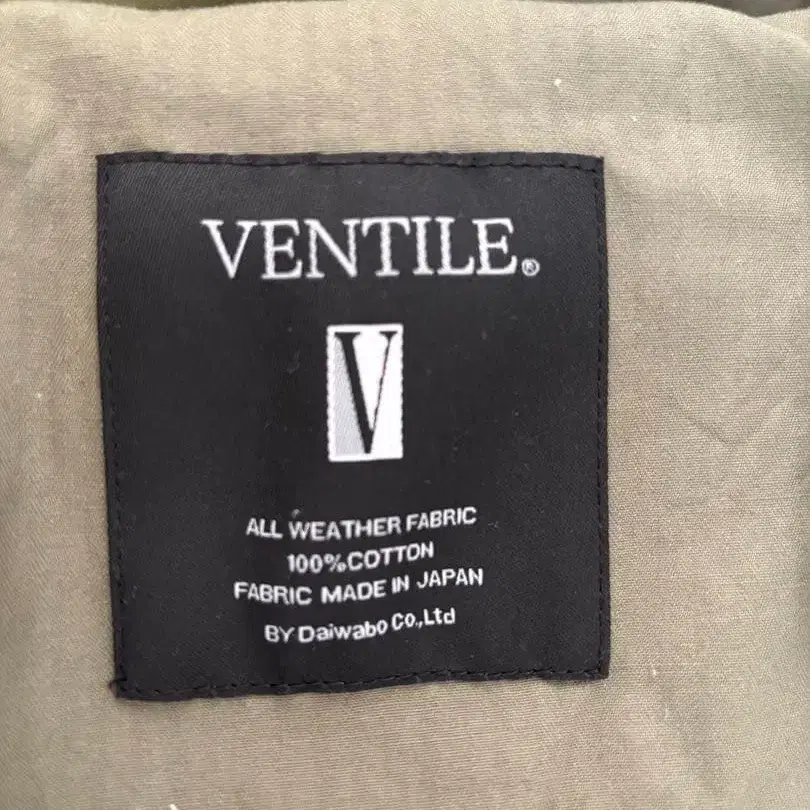 VENTILE®
V
ALL WEATHER FABRIC
100%COTTON
FABRIC MADE IN JAPAN
BY Daiwabo Co.,Ltd